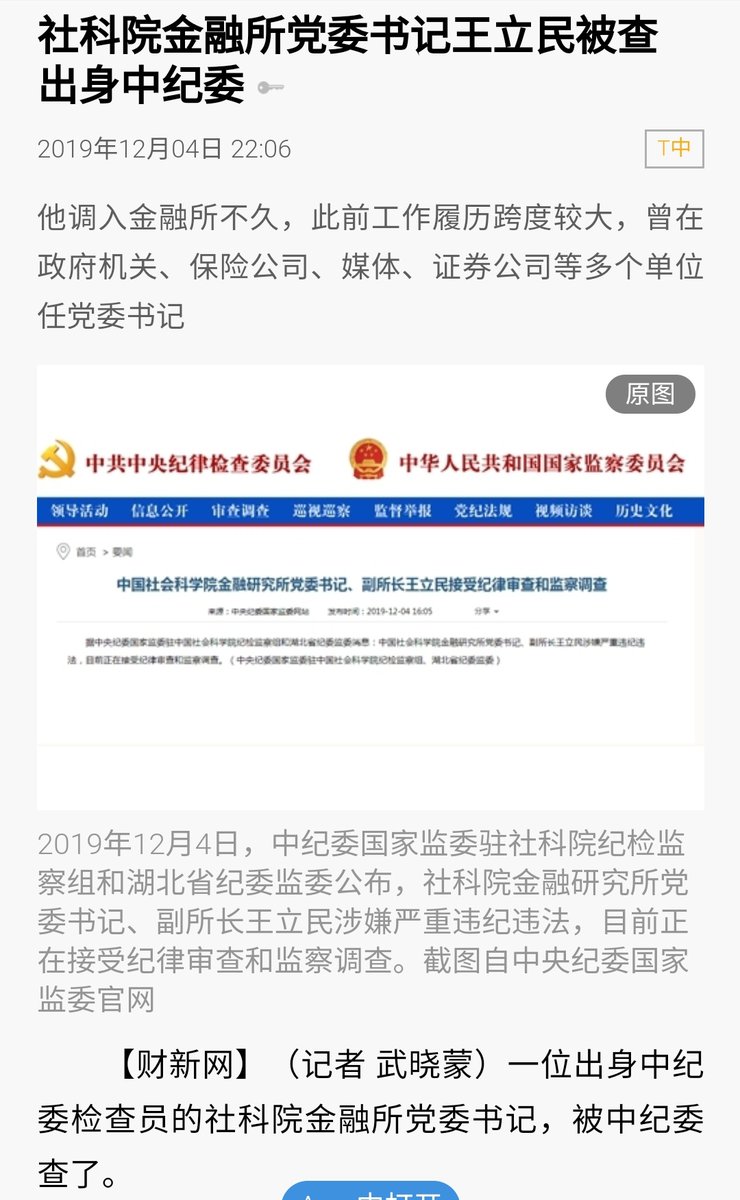 社科院金融所党委书记王立民被查
出身中纪委
2019年12月04日 22:06
T中
他调入金融所不久，此前工作履历跨度较大，曾在
政府机关、保险公司、媒体、证券公司等多个单位
任党委书记
原图
中共中央纪律检查委员会 中华人民共和国国家监察委员会
领导活动 信息公开 审查调查 巡视巡察 监督举报 党纪法规 视频访谈 历史文化
首页 > 要闻
中国社会科学院金融研究所党委书记、副所长王立民接受纪律审查和监察调查
来源：中央纪委国家监委网站 发布时间：2019-12-04 16:05 分享
据中央纪委国家监委驻中国社会科学院纪检监察组和湖北省纪委监委消息：中国社会科学院金融研究所党委书记、副所长王立民涉嫌严重违纪违
法，目前正在接受纪律审查和监察调查。（中央纪委国家监委驻中国社会科学院纪检监察组、湖北省纪委监委）
2019年12月4日，中纪委国家监委驻社科院纪检监
察组和湖北省纪委监委公布，社科院金融研究所党
委书记、副所长王立民涉嫌严重违纪违法，目前正
在接受纪律审查和监察调查。截图自中央纪委国家
监委官网
【财新网】（记者 武晓蒙）一位出身中纪
委检查员的社科院金融所党委书记，被中纪委
查了。